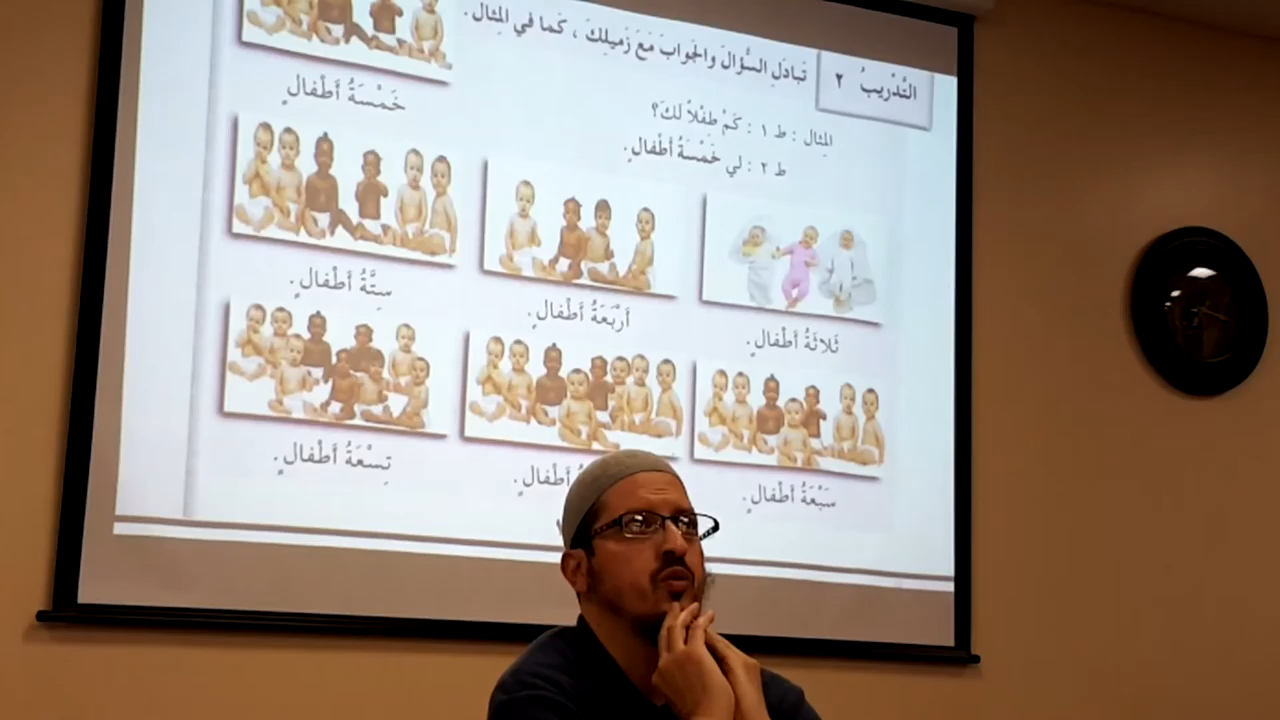 التَّدْريبُ ٢
تَبادَلِ السُّؤالَ والجَوابَ مَعَ زَميلِكَ ، كَما في المِثال.
المِثال : ط ١ : كَمْ طِفْلاً لَكَ؟
ط ٢ : لي خَمْسَةُ أَطْفالٍ.
خَمْسَةُ أَطْفالٍ
ثَلاثَةُ أَطْفالٍ.
أَرْبَعَةُ أَطْفالٍ.
سِتَّةُ أَطْفالٍ.
سَبْعَةُ أَطْفالٍ.
أَطْفالٍ.
تِسْعَةُ أَطْفالٍ.